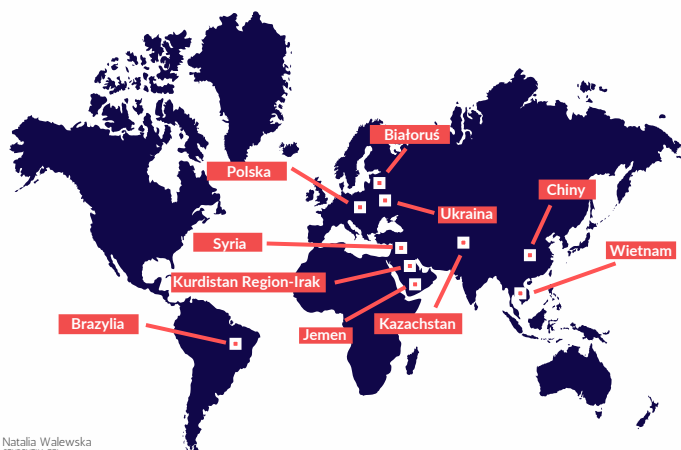 Białoruś
Polska
Chiny
Ukraina
Syria
Wietnam
Kurdistan Region-Irak
Brazylia
Kazachstan
Jemen
Natalia Walewska